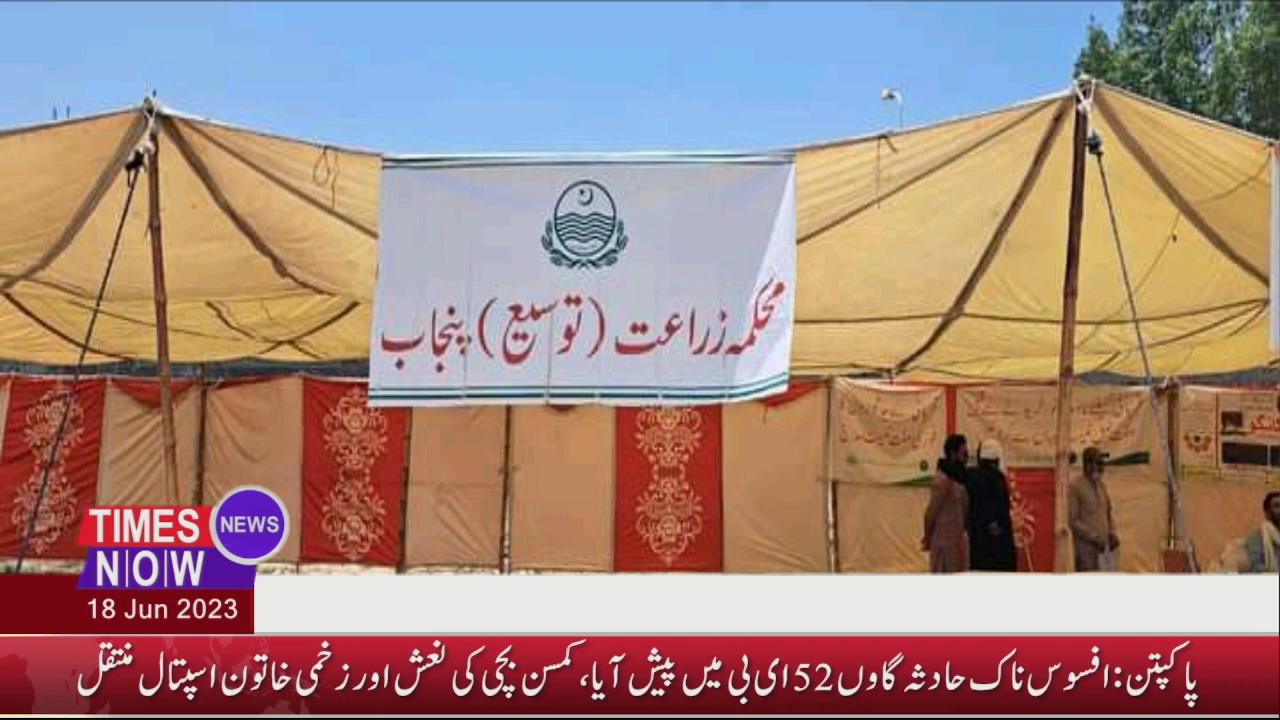 محکمہ زراعت (توسیع) پنجاب
TIMES
NOW
NEWS
18 Jun 2023
پاکپتن: افسوس ناک حادثہ گاوں 52 ای بی میں پیش آیا، کمسن بچی کی نعش اور زخمی خاتون اسپتال منتقل